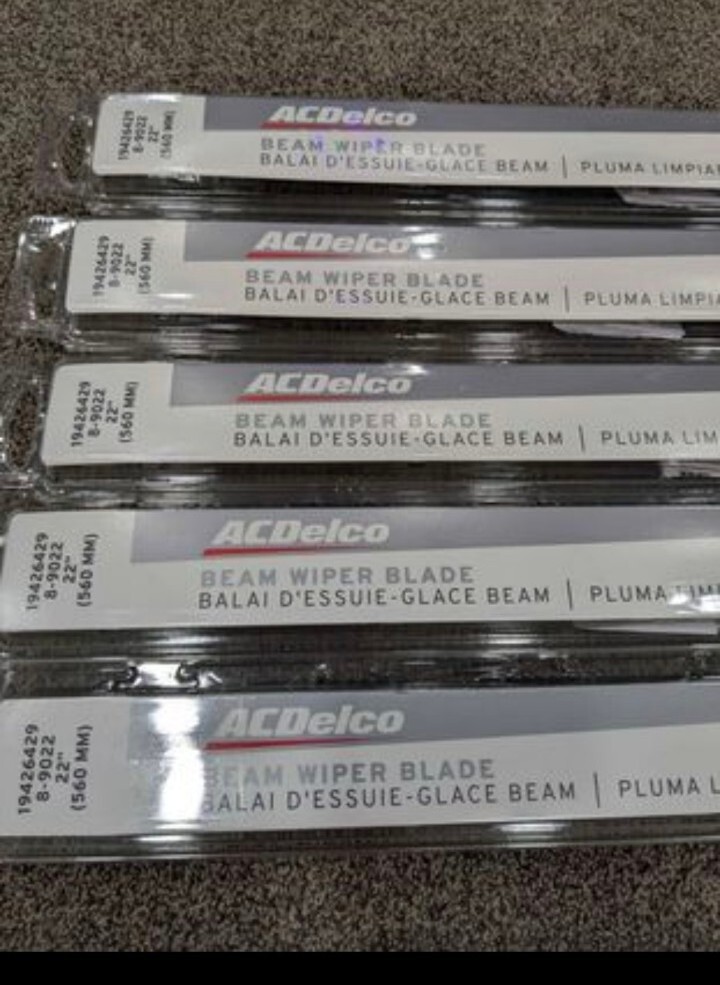 19426429
8-9022
22"
(560 MM)
ACDelco
BEAM WIPER BLADE
BALAI D'ESSUIE-GLACE BEAM | PLUMA LIMPIA
19426429
8-9022
22"
(560 MM)
ACDelco
BEAM WIPER BLADE
BALAI D'ESSUIE-GLACE BEAM | PLUMA LIMPIA
19426429
8-9022
22"
(560 MM)
ACDelco
BEAM WIPER BLADE
BALAI D'ESSUIE-GLACE BEAM | PLUMA LIM
19426429
8-9022
22"
(560 MM)
ACDelco
BEAM WIPER BLADE
BALAI D'ESSUIE-GLACE BEAM | PLUMA LIM
19426429
8-9022
22"
(560 MM)
ACDelco
BEAM WIPER BLADE
BALAI D'ESSUIE-GLACE BEAM | PLUMA L